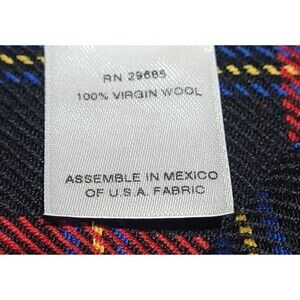 RN 29685
100% VIRGIN WOOL
ASSEMBLE IN MEXICO
OF U.S.A. FABRIC